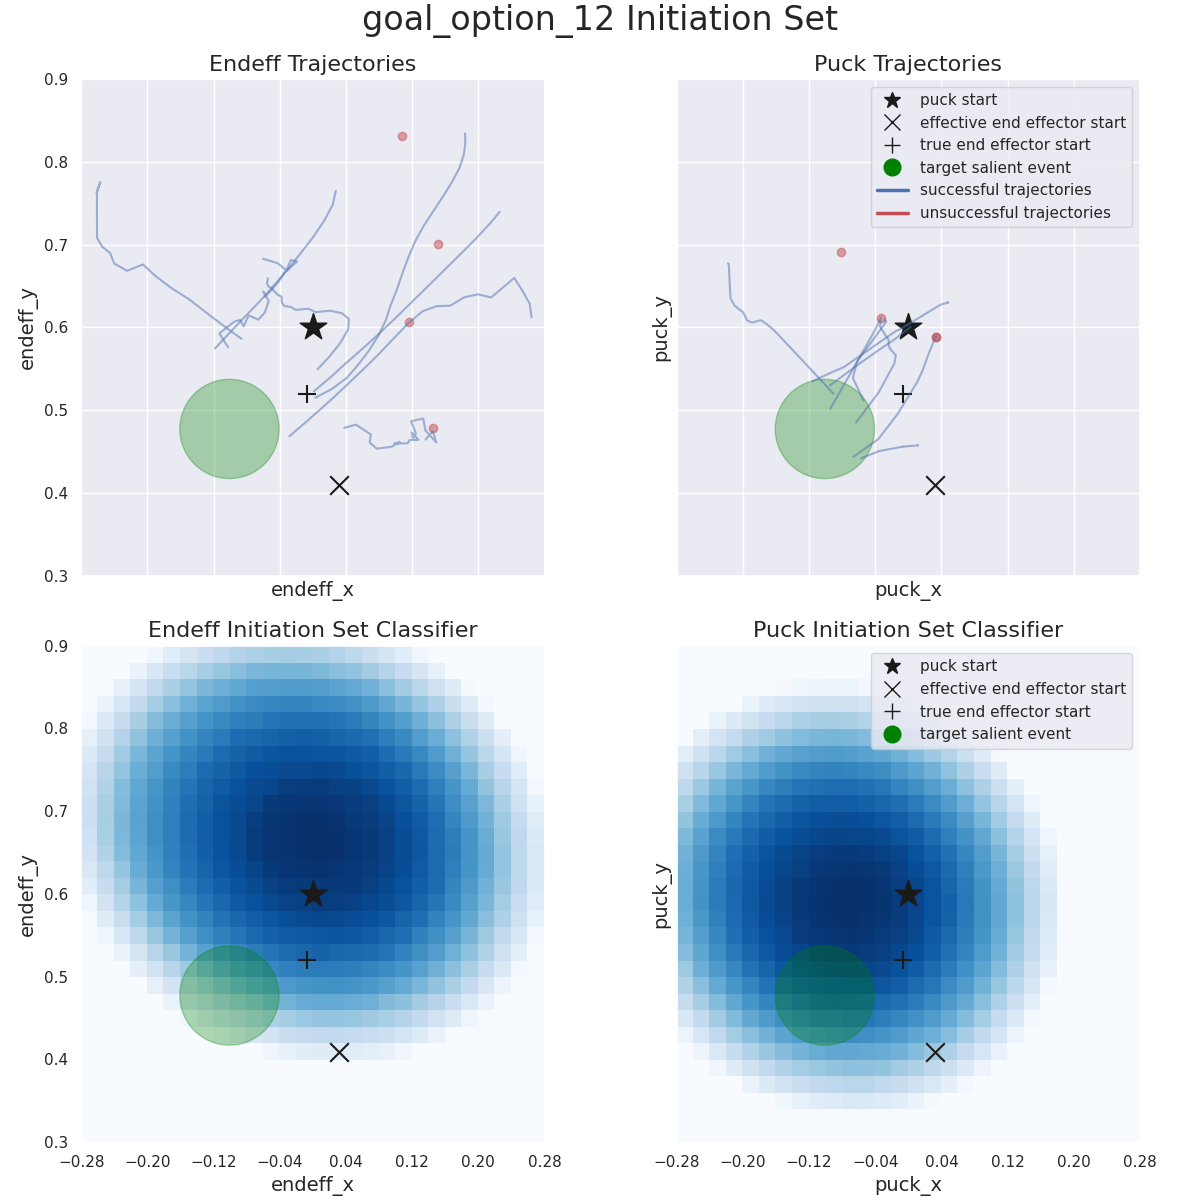 goal_option_12 Initiation Set
Endeff Trajectories
endeff_y
0.9
0.8
0.7
0.6
0.5
0.4
0.3
endeff_x
Puck Trajectories
puck_y
puck start
effective end effector start
true end effector start
target salient event
successful trajectories
unsuccessful trajectories
puck_x
Endeff Initiation Set Classifier
endeff_y
0.9
0.8
0.7
0.6
0.5
0.4
0.3
−0.28 −0.20 −0.12 −0.04 0.04 0.12 0.20 0.28
endeff_x
Puck Initiation Set Classifier
puck_y
puck start
effective end effector start
true end effector start
target salient event
−0.28 −0.20 −0.12 −0.04 0.04 0.12 0.20 0.28
puck_x